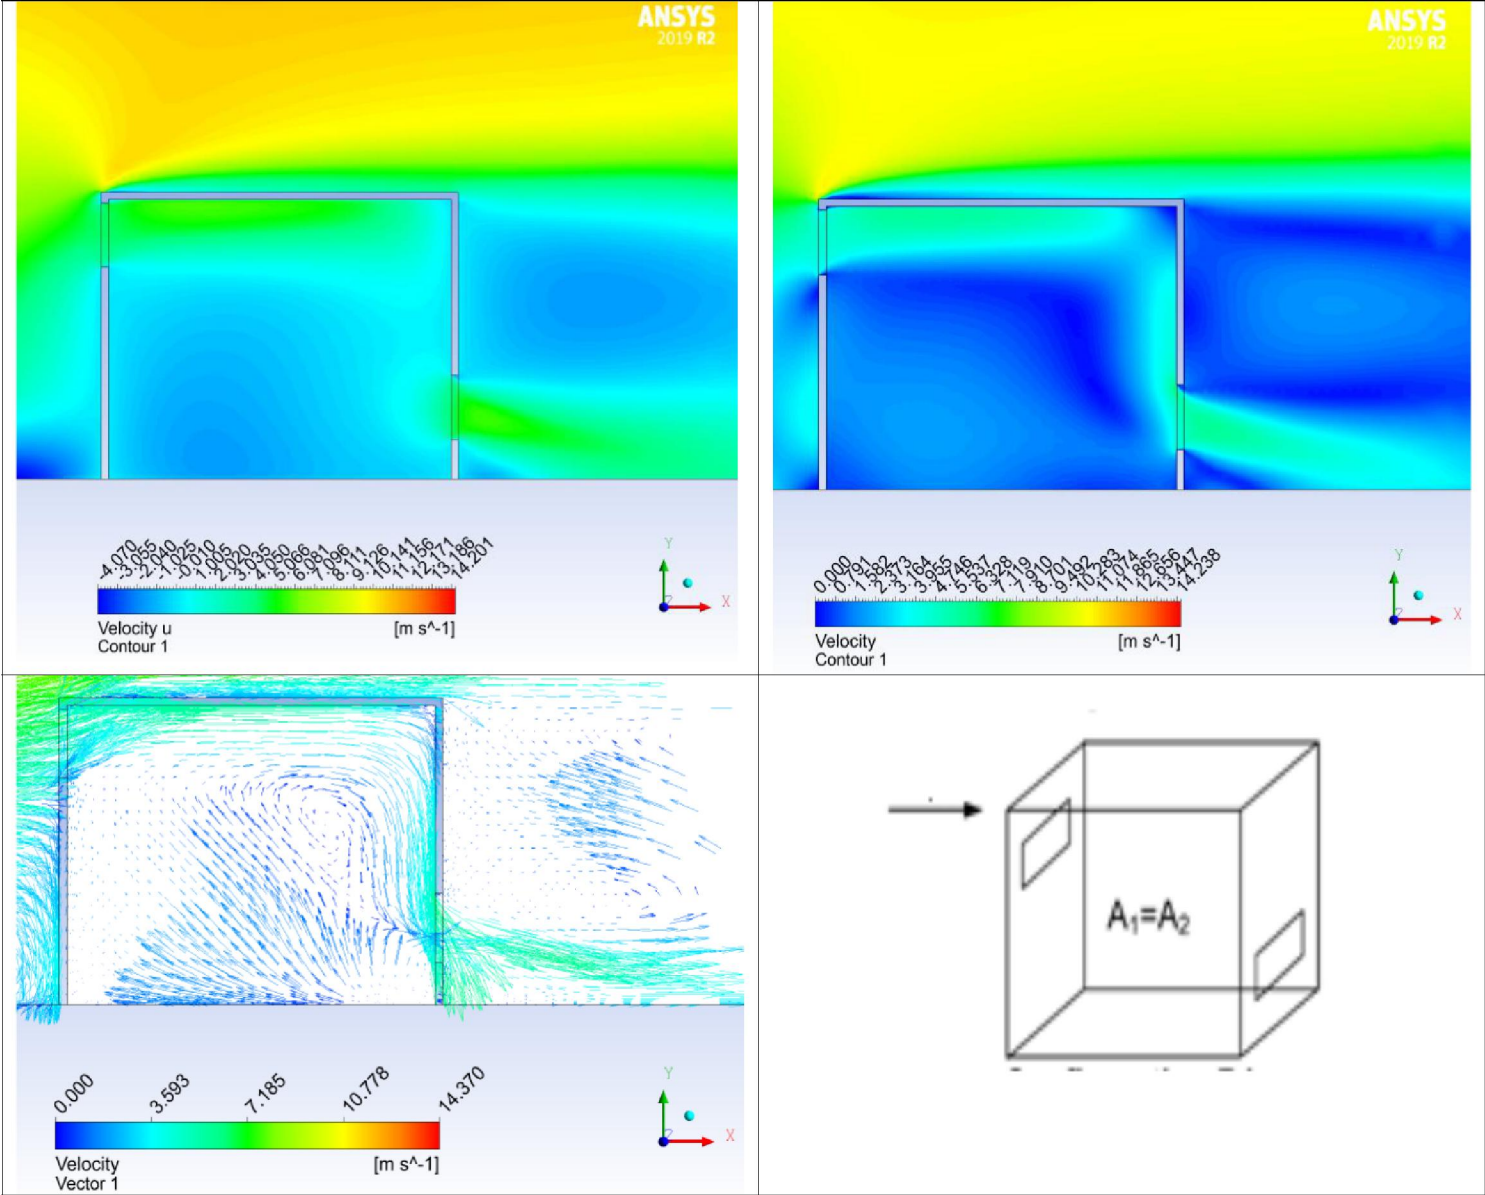 ANSYS
2019 R2
-4.070
-3.055
-2.040
-1.025
-0.010
1.005
2.020
3.035
4.050
5.066
6.081
7.096
8.111
9.126
10.141
11.156
12.171
13.186
14.201
Velocity u
Contour 1
[m s^-1]
Y
X
Z
ANSYS
2019 R2
0.000
0.791
1.582
2.373
3.164
3.955
4.746
5.537
6.328
7.119
7.910
8.701
9.492
10.283
11.074
11.865
12.656
13.447
14.238
Velocity
Contour 1
[m s^-1]
Y
X
Z
0.000
3.593
7.185
10.778
14.370
Velocity
Vector 1
[m s^-1]
Y
X
Z
A₁=A₂